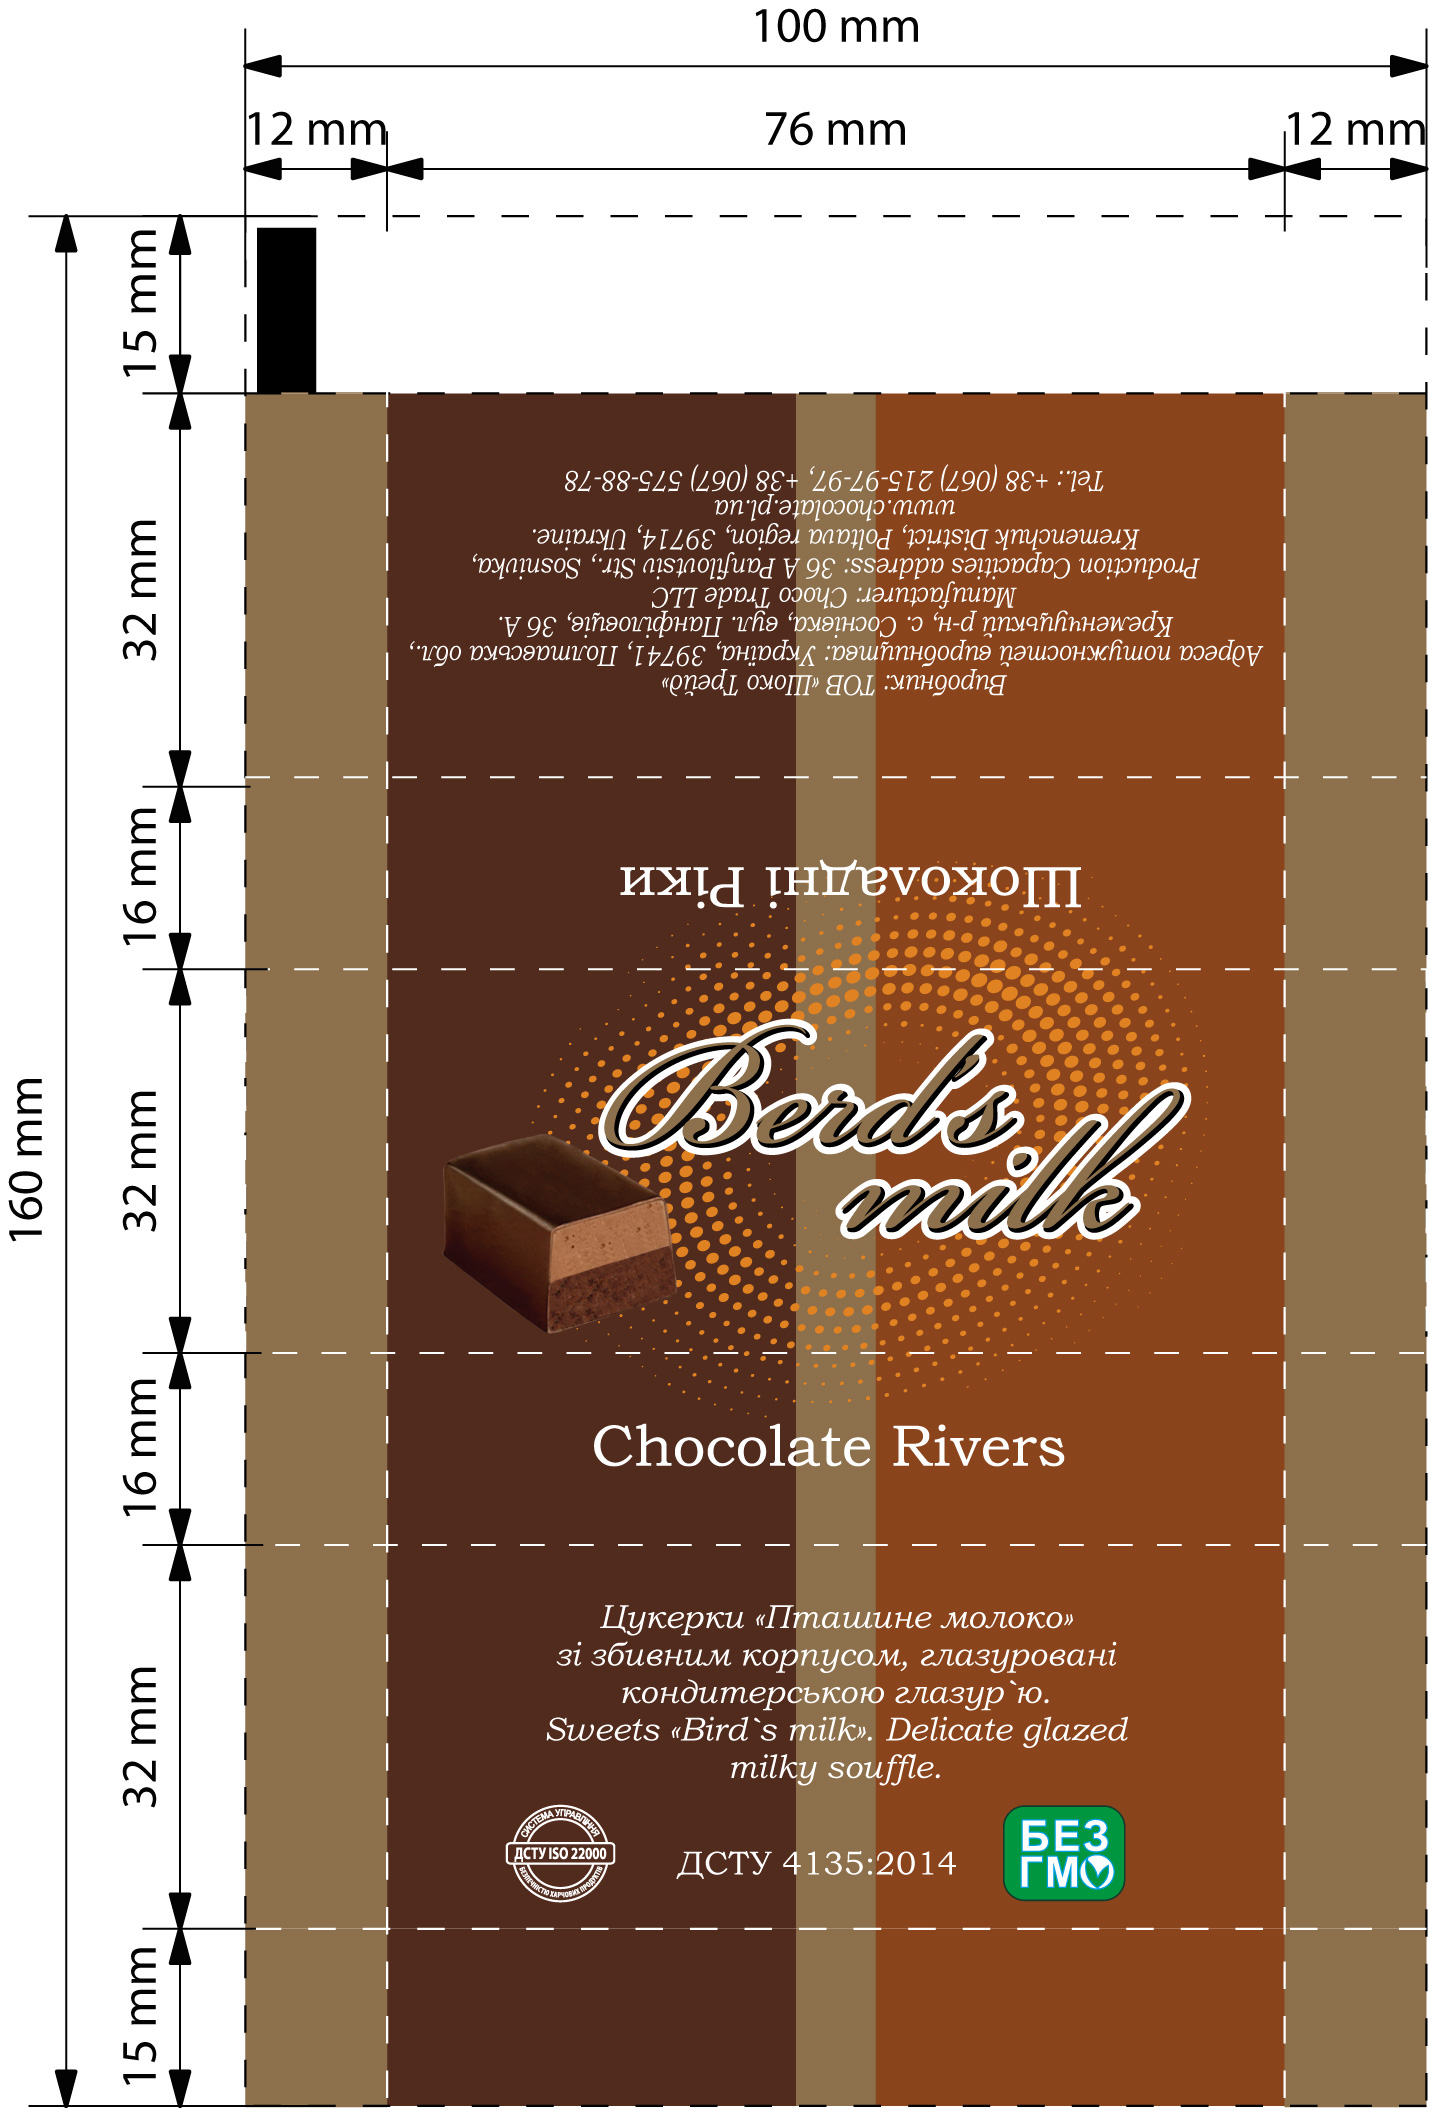 100 mm
12 mm
76 mm
12 mm
160 mm
15 mm
32 mm
16 mm
32 mm
16 mm
32 mm
15 mm
Виробник: ТОВ «Шоко Трейд»
Адреса потужностей виробництва: Україна, 39741, Полтавська обл.,
Кременчуцький р-н, с. Соснівка, вул. Панфіловців, 36 А.
Manufacturer: Choco Trade LLC
Production Capacities address: 36 A Panfilovtsiv Str., Sosnivka,
Kremenchuk District, Poltava region, 39714, Ukraine.
www.chocolate.pl.ua
Tel.: +38 (067) 215-97-97, +38 (067) 575-88-78
Шоколадні Ріки
Berd's
milk
Chocolate Rivers
Цукерки «Пташине молоко»
зі збивним корпусом, глазуровані
кондитерською глазур`ю.
Sweets «Bird`s milk». Delicate glazed
milky souffle.
СИСТЕМА УПРАВЛІННЯ
ДСТУ ISO 22000
БЕЗПЕЧНІСТЮ ХАРЧОВИХ ПРОДУКТІВ
ДСТУ 4135:2014
БЕЗ
ГМО